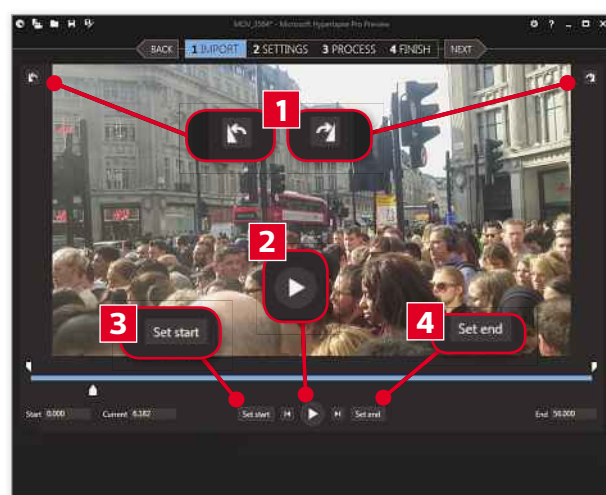 MOV_3564* - Microsoft Hyperlapse Pro Preview
?
BACK 1 IMPORT 2 SETTINGS 3 PROCESS 4 FINISH NEXT
1
2
3
Set start
4
Set end
Start 0.000 Current 6.182 Set start Set end End 50.000